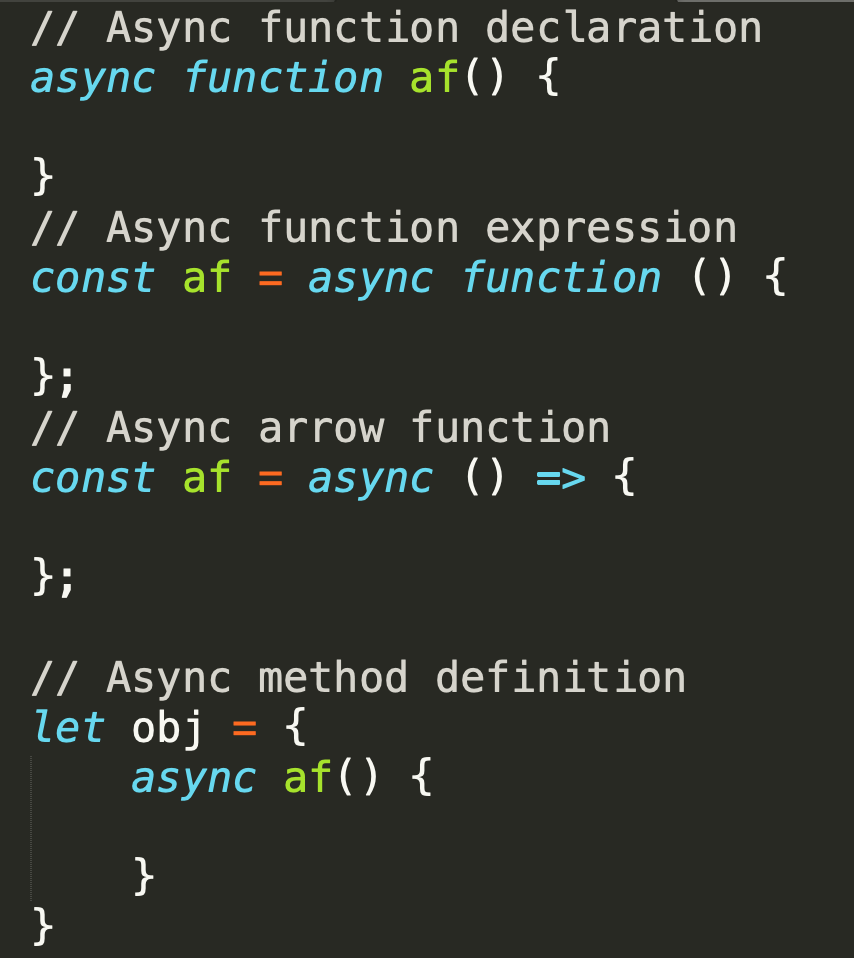 // Async function declaration
async function af() {
}
// Async function expression
const af = async function () {
};
// Async arrow function
const af = async () => {
};
// Async method definition
let obj = {
    async af() {
    }
}